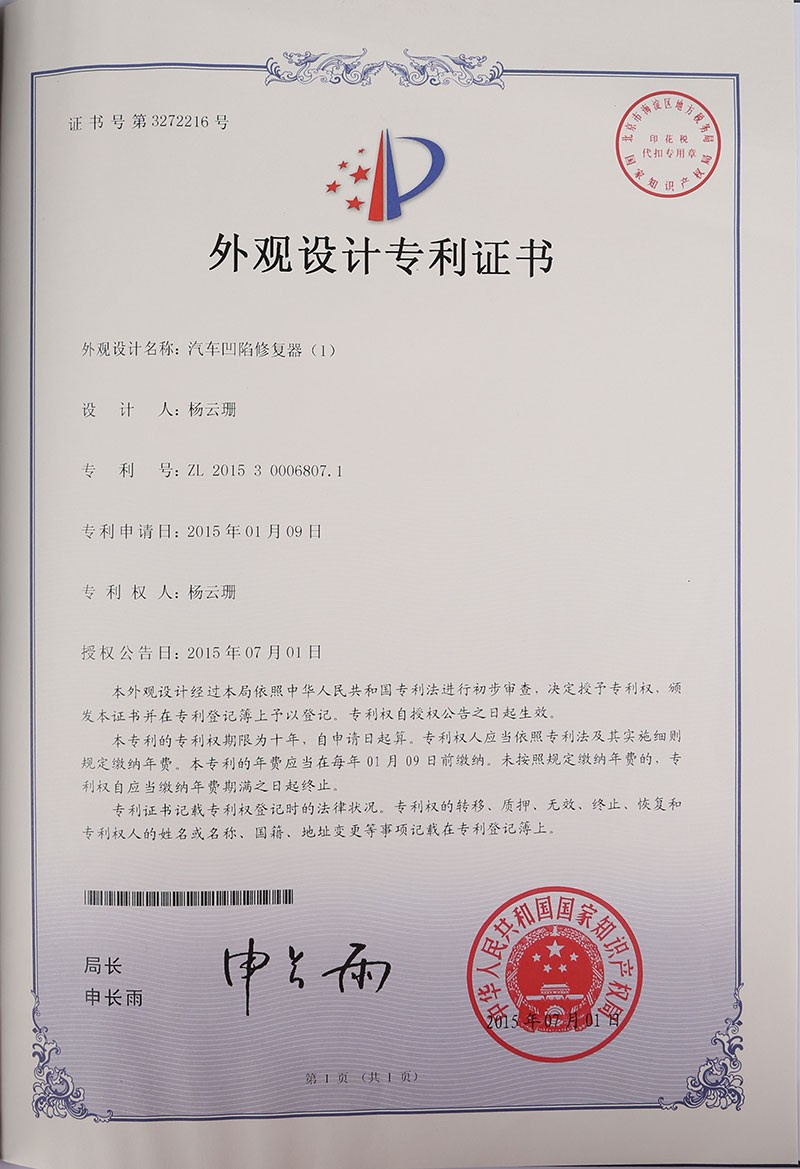 证书号第3272216号
北京市海淀区地方税务局
印花税
代扣专用章
国家知识产权局
外观设计专利证书
外观设计名称：汽车凹陷修复器（1）
设计人：杨云珊
专利号：ZL 2015 3 0006807.1
专利申请日：2015年01月09日
专利权人：杨云珊
授权公告日：2015年07月01日
本外观设计经过本局依照中华人民共和国专利法进行初步审查，决定授予专利权，颁
发本证书并在专利登记簿上予以登记。专利权自授权公告之日起生效。
本专利的专利权期限为十年，自申请日起算。专利权人应当依照专利法及其实施细则
规定缴纳年费。本专利的年费应当在每年01月09日前缴纳。未按照规定缴纳年费的，专
利权自应当缴纳年费期满之日起终止。
专利证书记载专利权登记时的法律状况。专利权的转移、质押、无效、终止、恢复和
专利权人的姓名或名称、国籍、地址变更等事项记载在专利登记簿上。
局长
申长雨
申长雨
中华人民共和国国家知识产权局
2015年07月01日
第1页（共1页）